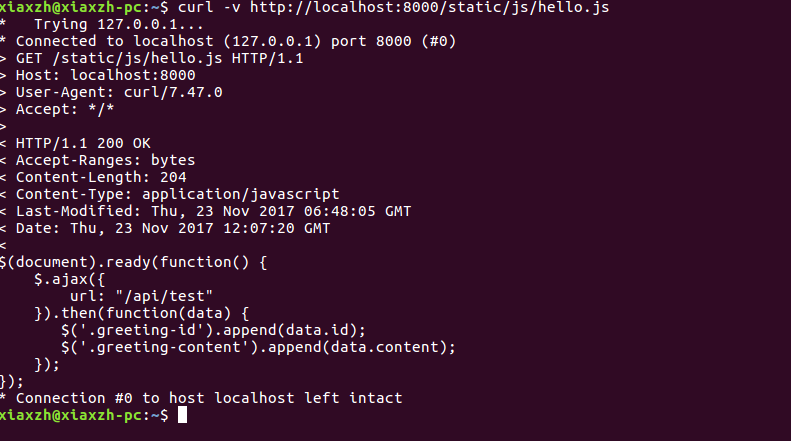 xiaxzh@xiaxzh-pc:~$ curl -v http://localhost:8000/static/js/hello.js
*   Trying 127.0.0.1...
* Connected to localhost (127.0.0.1) port 8000 (#0)
> GET /static/js/hello.js HTTP/1.1
> Host: localhost:8000
> User-Agent: curl/7.47.0
> Accept: */*
>
< HTTP/1.1 200 OK
< Accept-Ranges: bytes
< Content-Length: 204
< Content-Type: application/javascript
< Last-Modified: Thu, 23 Nov 2017 06:48:05 GMT
< Date: Thu, 23 Nov 2017 12:07:20 GMT
<
$(document).ready(function() {
    $.ajax({
        url: "/api/test"
    }).then(function(data) {
       $('.greeting-id').append(data.id);
       $('.greeting-content').append(data.content);
    });
});
* Connection #0 to host localhost left intact
xiaxzh@xiaxzh-pc:~$